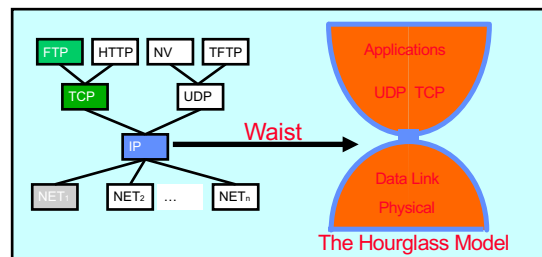 FTP HTTP NV TFTP
TCP UDP
IP
NET₁ NET₂ … NETₙ
Waist
Applications
UDP TCP
Data Link
Physical
The Hourglass Model